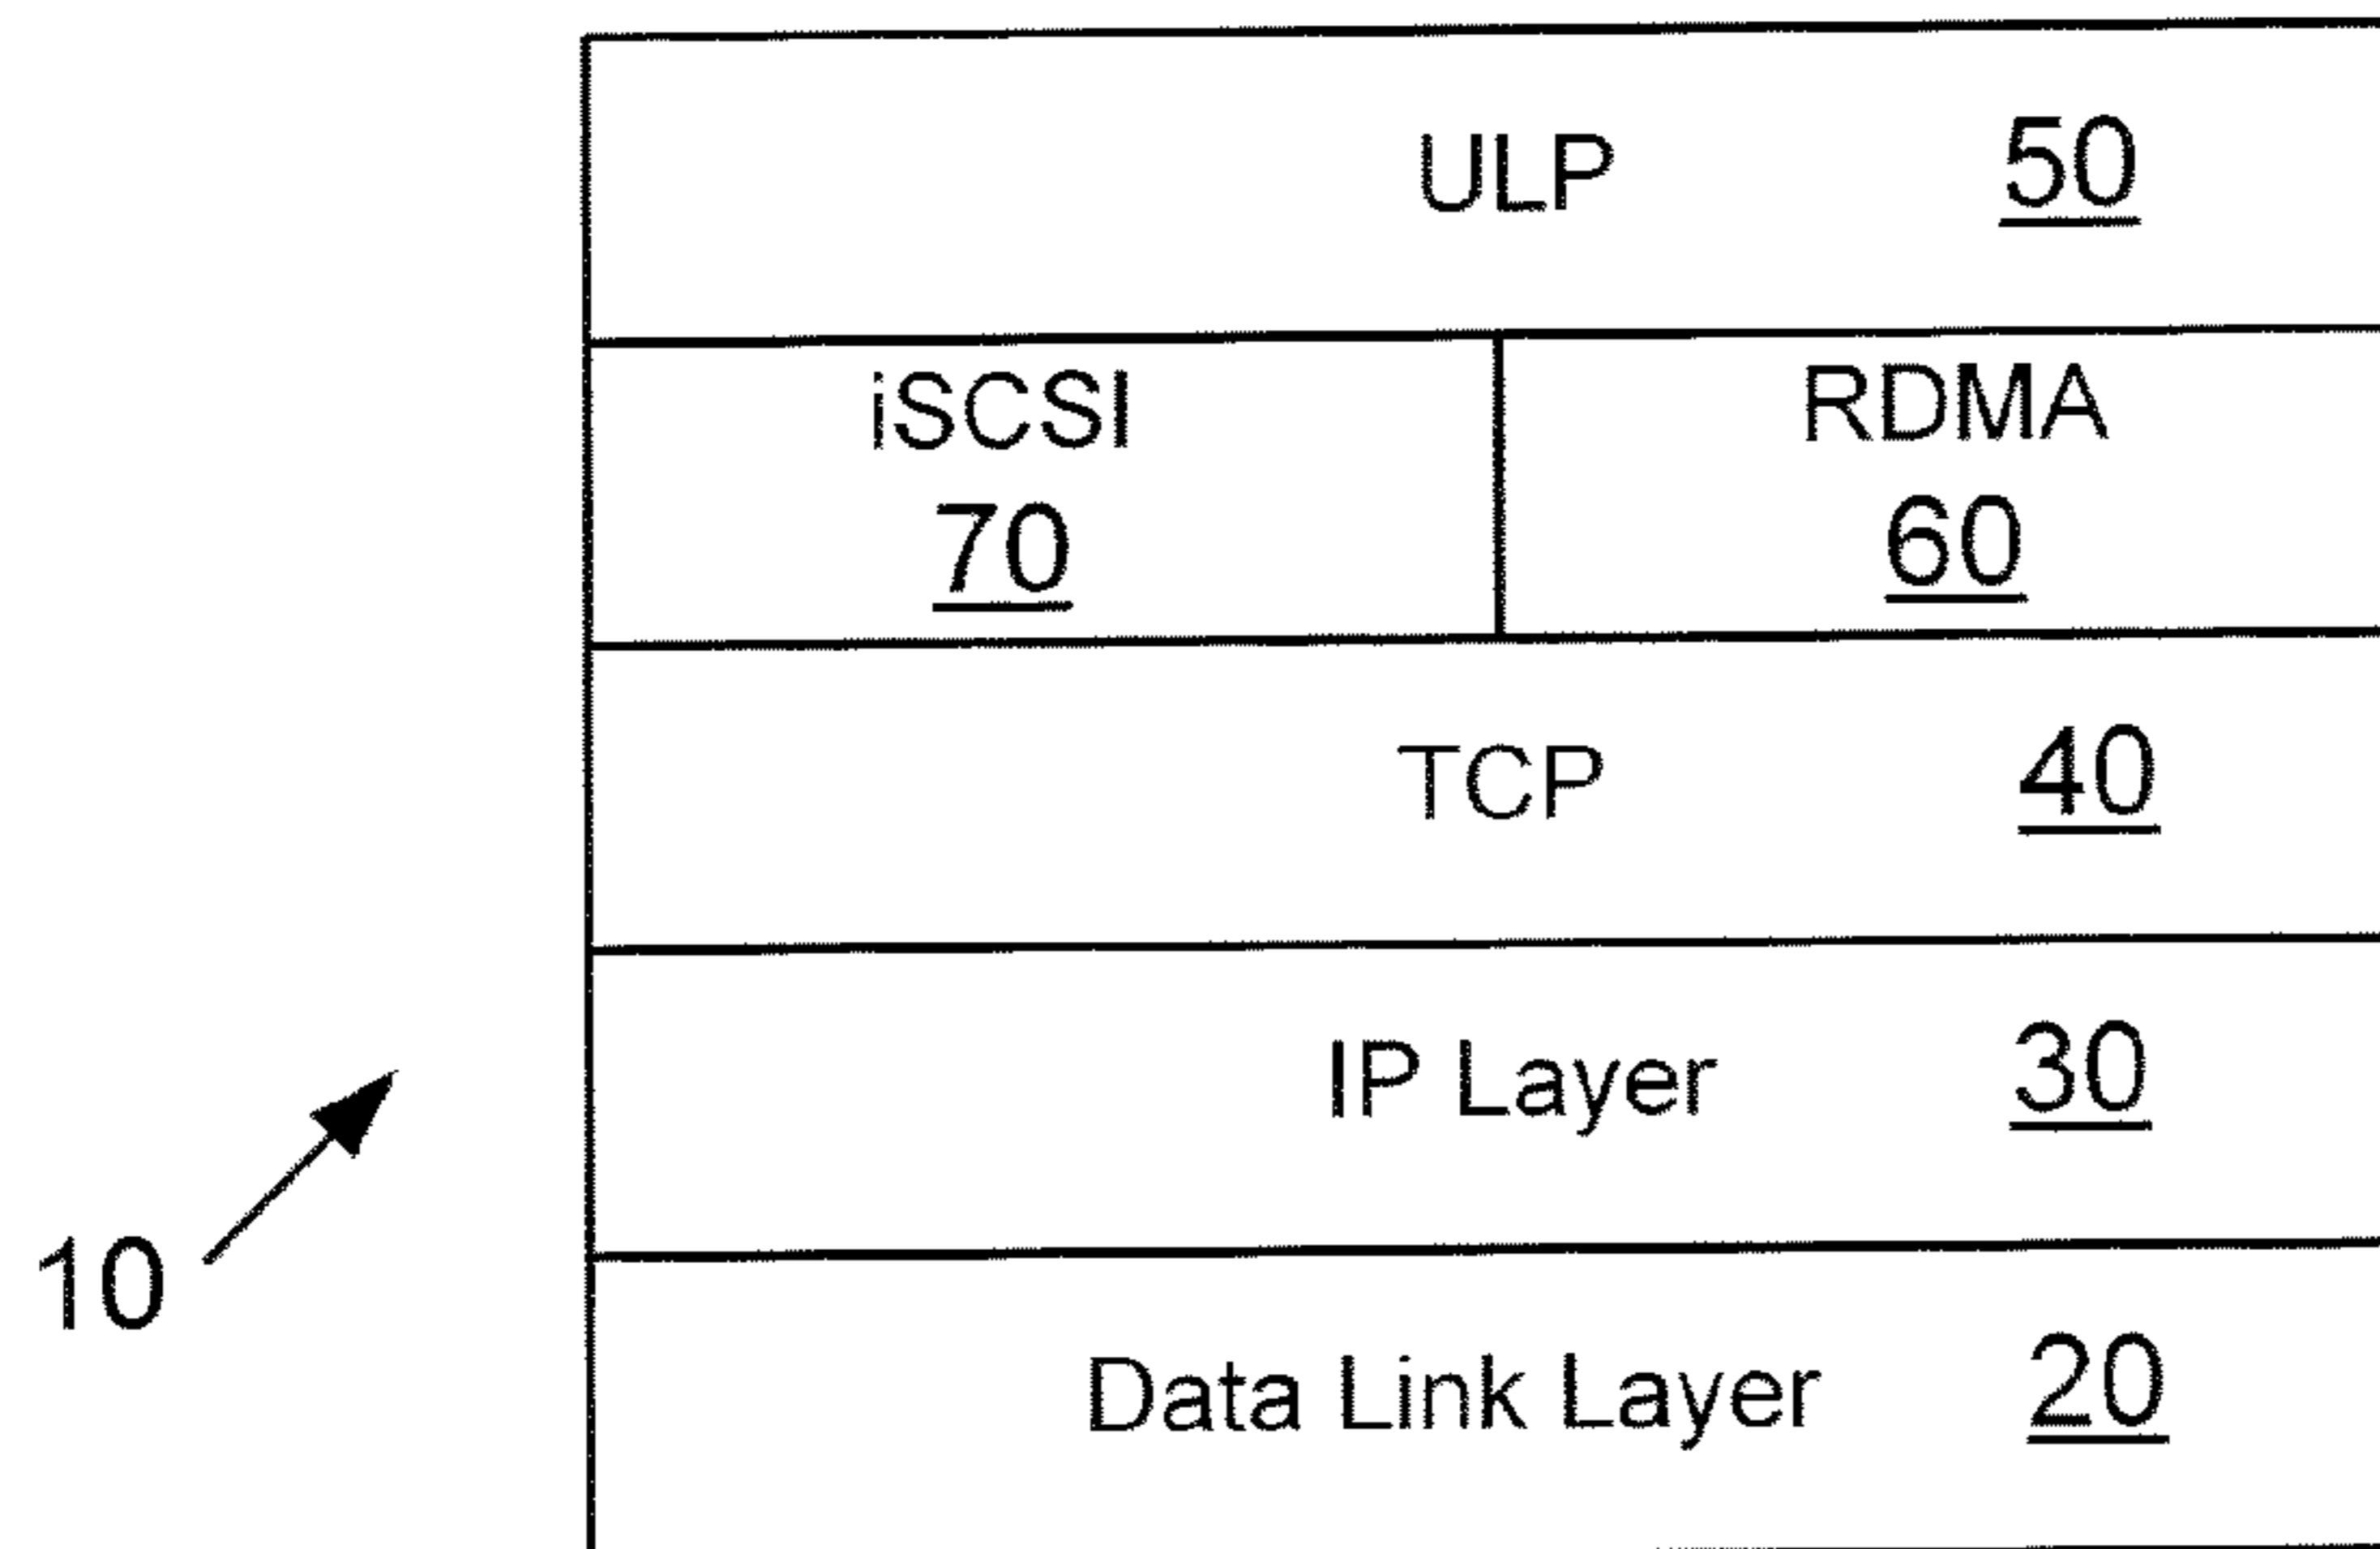 ULP 50
iSCSI RDMA
70 60
TCP 40
IP Layer 30
10
Data Link Layer 20